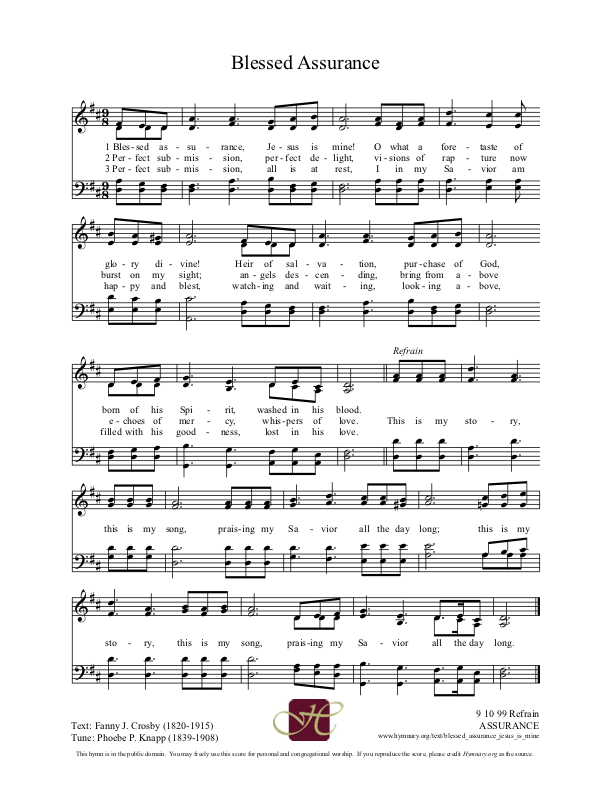 Blessed Assurance
1 Bles - sed as - su - rance, Je - sus is mine! O what a fore - taste of
2 Per - fect sub - mis - sion, per - fect de - light, vi - sions of rap - ture now
3 Per - fect sub - mis - sion, all is at rest, I in my Sa - vior am
glo - ry di - vine! Heir of sal - va - tion, pur - chase of God,
burst on my sight; an - gels des - cen - ding, bring from a - bove
hap - py and blest, watch - ing and wait - ing, look - ing a - bove,
Refrain
born of his Spi - rit, washed in his blood.
e - choes of mer - cy, whis - pers of love. This is my sto - ry,
filled with his good - ness, lost in his love.
this is my song, prais - ing my Sa - vior all the day long; this is my
sto - ry, this is my song, prais - ing my Sa - vior all the day long.
H
9 10 99 Refrain
Text: Fanny J. Crosby (1820-1915) ASSURANCE
Tune: Phoebe P. Knapp (1839-1908) www.hymnary.org/text/blessed_assurance_jesus_is_mine
This hymn is in the public domain. You may freely use this score for personal and congregational worship. If you reproduce the score, please credit Hymnary.org as the source.